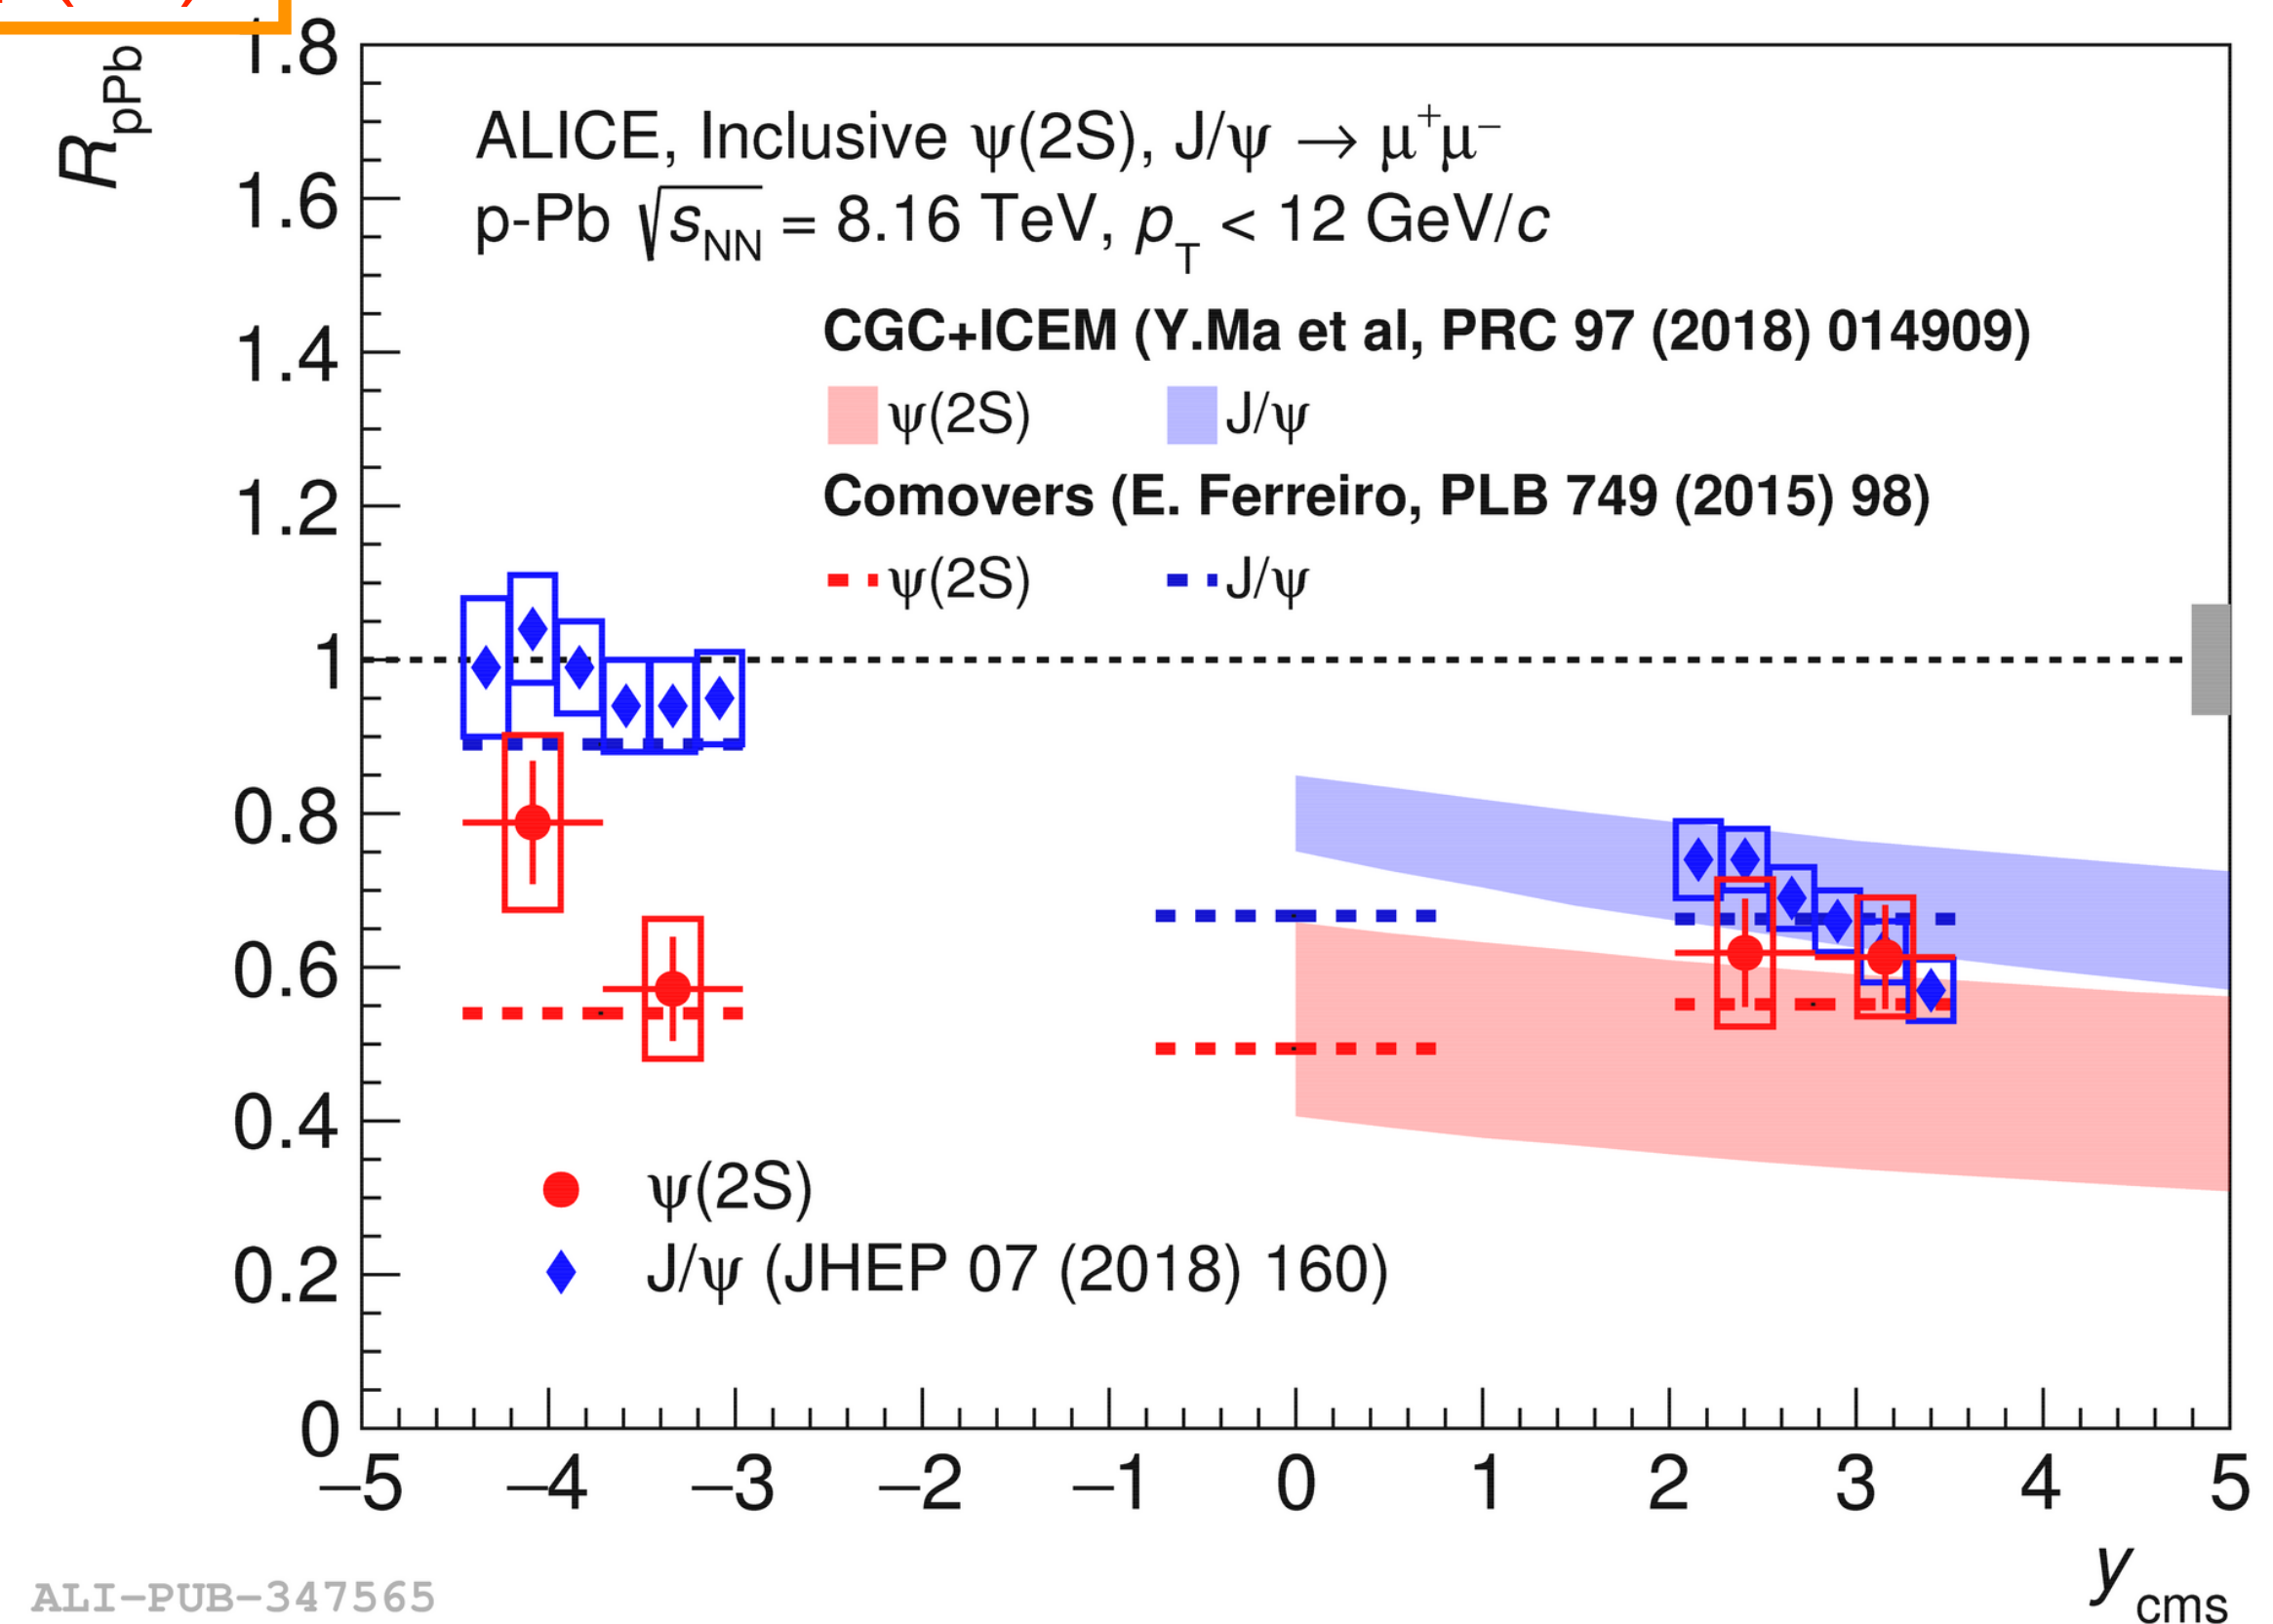 R pPb
ALICE, Inclusive ψ(2S), J/ψ → μ⁺μ⁻
p-Pb √s_NN = 8.16 TeV, p_T < 12 GeV/c
CGC+ICEM (Y.Ma et al, PRC 97 (2018) 014909)
ψ(2S) J/ψ
Comovers (E. Ferreiro, PLB 749 (2015) 98)
ψ(2S) J/ψ
1.8
1.6
1.4
1.2
1
0.8
0.6
0.4
0.2
0
ψ(2S)
J/ψ (JHEP 07 (2018) 160)
−5 −4 −3 −2 −1 0 1 2 3 4 5
y cms
ALI-PUB-347565